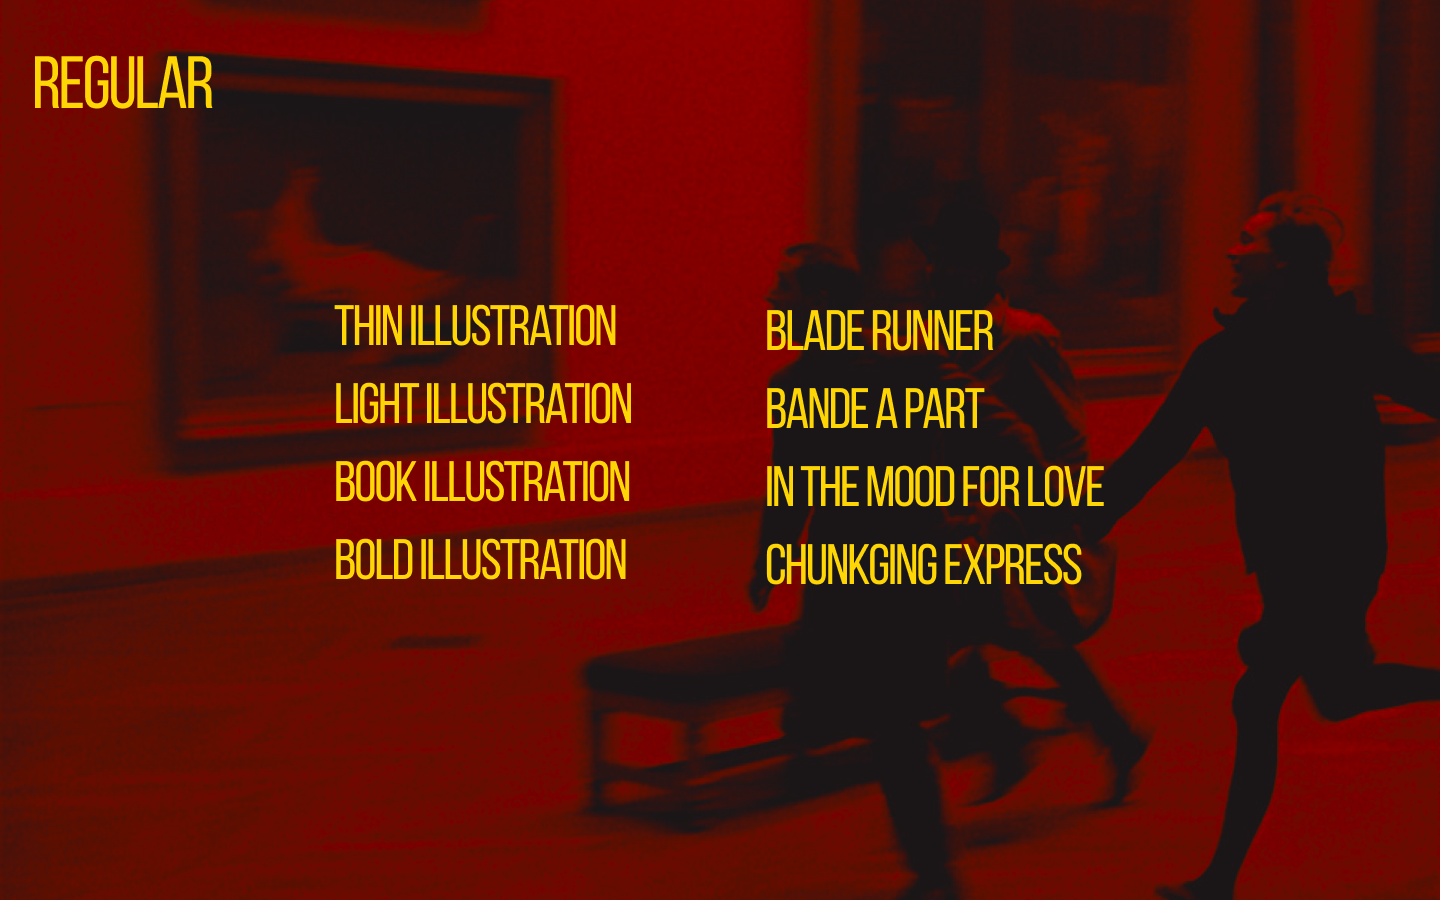 REGULAR
THIN ILLUSTRATION
LIGHT ILLUSTRATION
BOOK ILLUSTRATION
BOLD ILLUSTRATION
BLADE RUNNER
BANDE A PART
IN THE MOOD FOR LOVE
CHUNKGING EXPRESS